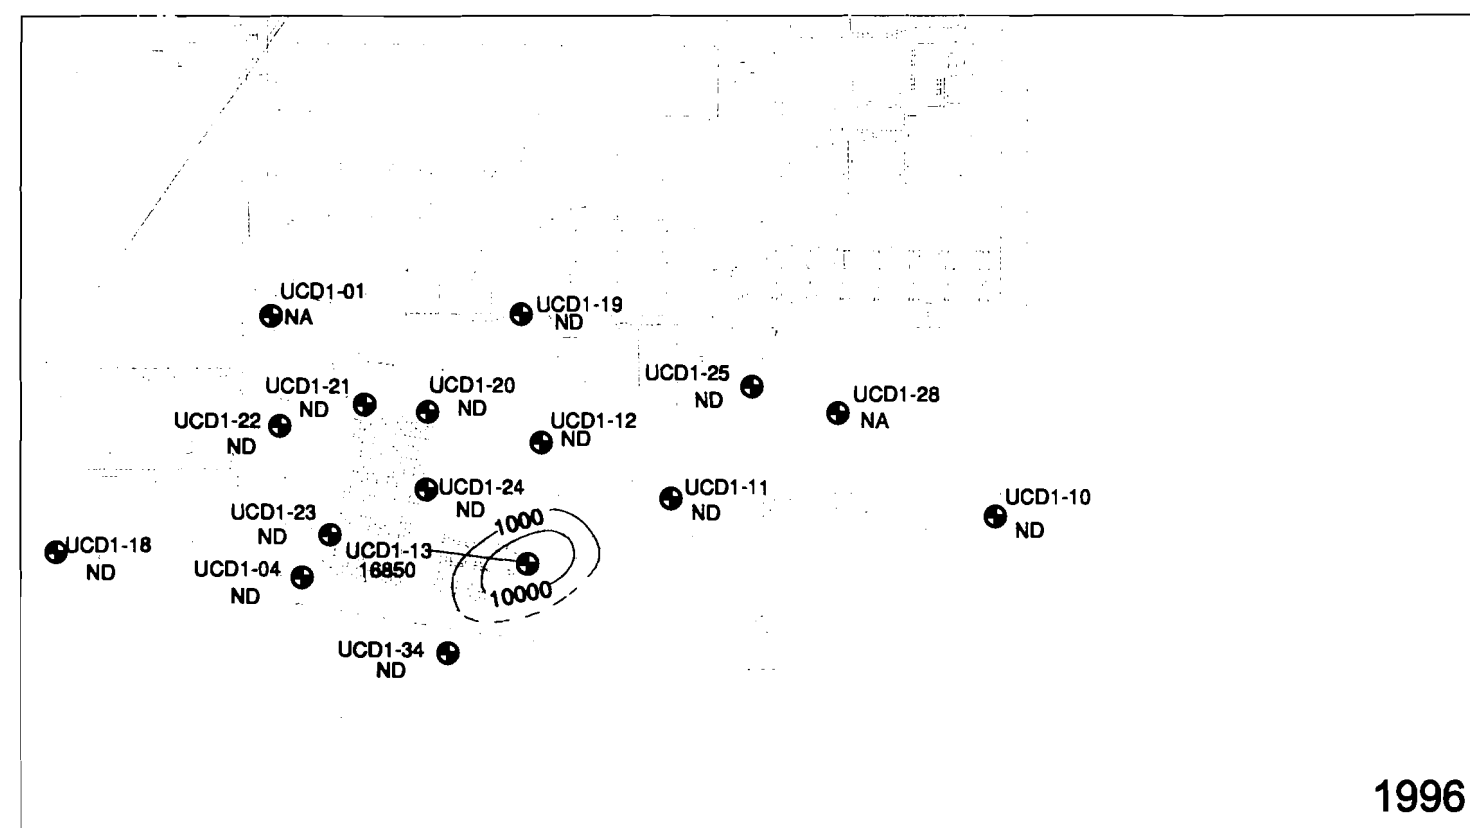 UCD1-01
NA
UCD1-19
ND
UCD1-25
ND
UCD1-28
NA
UCD1-21
ND
UCD1-20
ND
UCD1-22
ND
UCD1-12
ND
UCD1-24
ND
UCD1-11
ND
UCD1-10
ND
UCD1-23
ND
1000
UCD1-18
ND
UCD1-13
16850
UCD1-04
ND
10000
UCD1-34
ND
1996